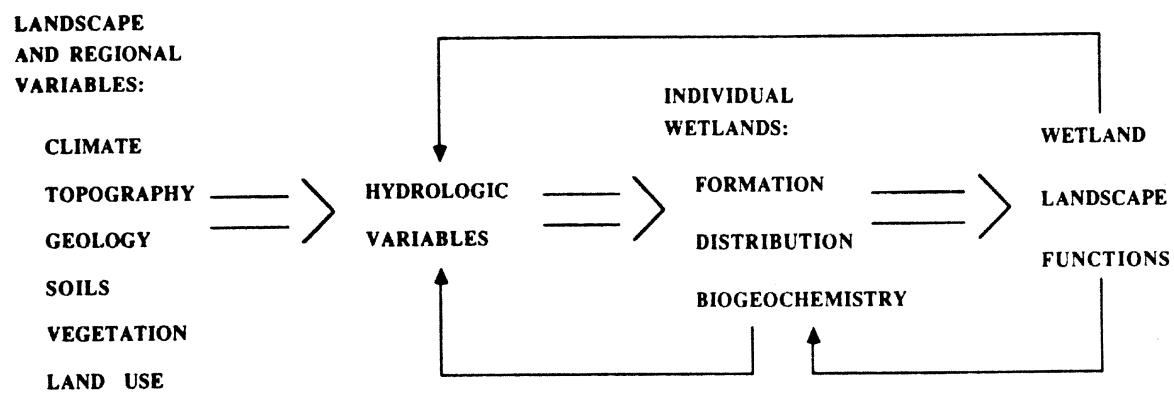 LANDSCAPE
AND REGIONAL
VARIABLES:
CLIMATE
TOPOGRAPHY
GEOLOGY
SOILS
VEGETATION
LAND USE
HYDROLOGIC
VARIABLES
INDIVIDUAL
WETLANDS:
FORMATION
DISTRIBUTION
BIOGEOCHEMISTRY
WETLAND
LANDSCAPE
FUNCTIONS